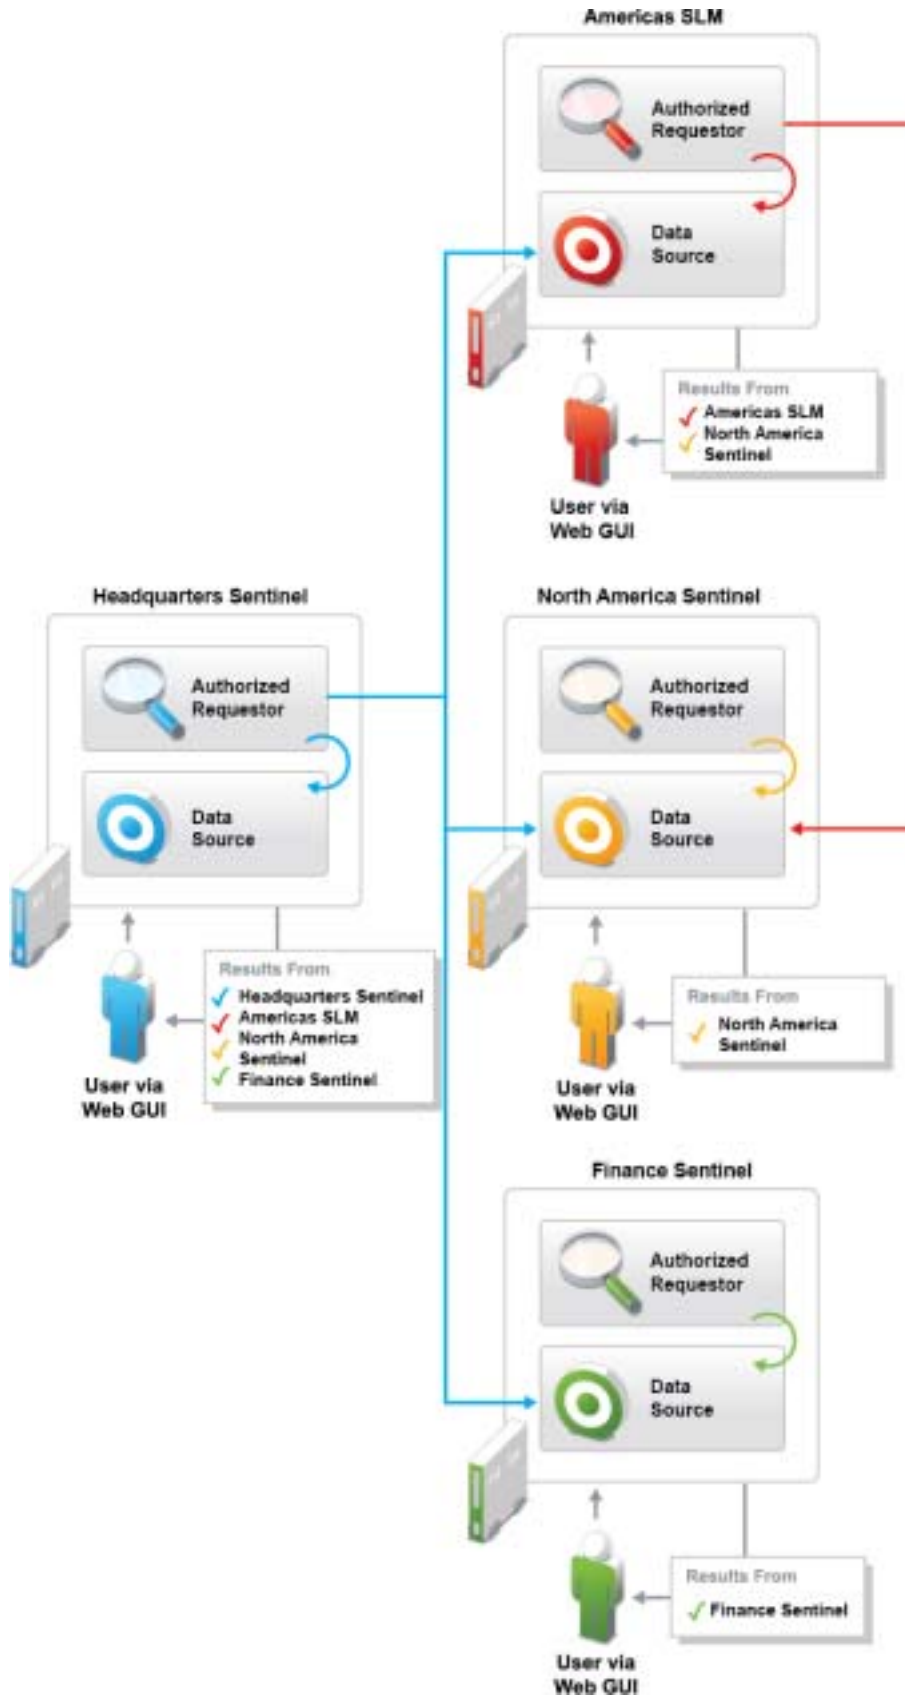 Americas SLM
Authorized
Requestor
Data
Source
Results From
Americas SLM
North America
Sentinel
User via
Web GUI
Headquarters Sentinel
Authorized
Requestor
Data
Source
Results From
Headquarters Sentinel
Americas SLM
North America
Sentinel
Finance Sentinel
User via
Web GUI
North America Sentinel
Authorized
Requestor
Data
Source
Results From
North America
Sentinel
User via
Web GUI
Finance Sentinel
Authorized
Requestor
Data
Source
Results From
Finance Sentinel
User via
Web GUI